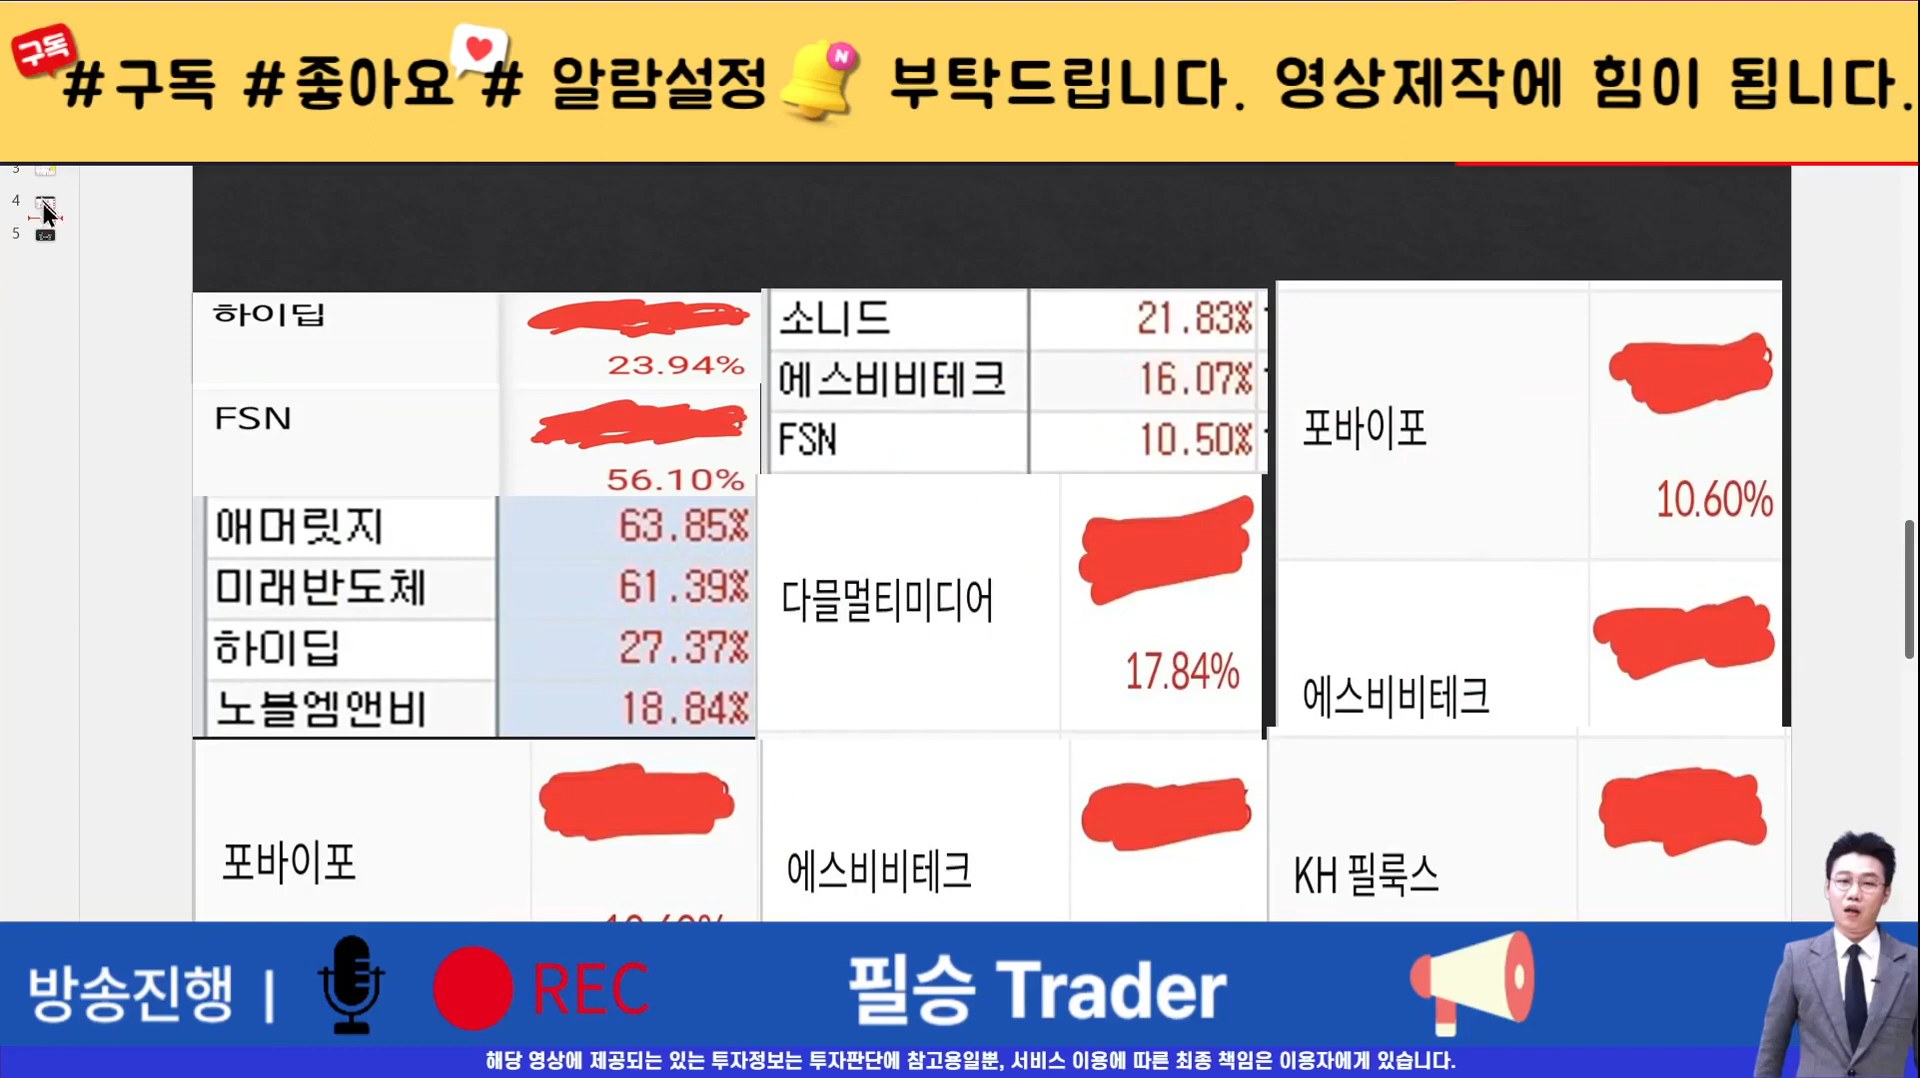 구독
#구독 #좋아요 # 알람설정 N 부탁드립니다. 영상제작에 힘이 됩니다.
3
4
5
하이딥
23.94%
FSN
56.10%
애머릿지 63.85%
미래반도체 61.39%
하이딥 27.37%
노블엠앤비 18.84%
소니드 21.83%
에스비비테크 16.07%
FSN 10.50%
다믈멀티미디어
17.84%
포바이포
10.60%
에스비비테크
포바이포
에스비비테크
KH 필룩스
방송진행 | REC 필승 Trader
해당 영상에 제공되는 있는 투자정보는 투자판단에 참고용일뿐, 서비스 이용에 따른 최종 책임은 이용자에게 있습니다.